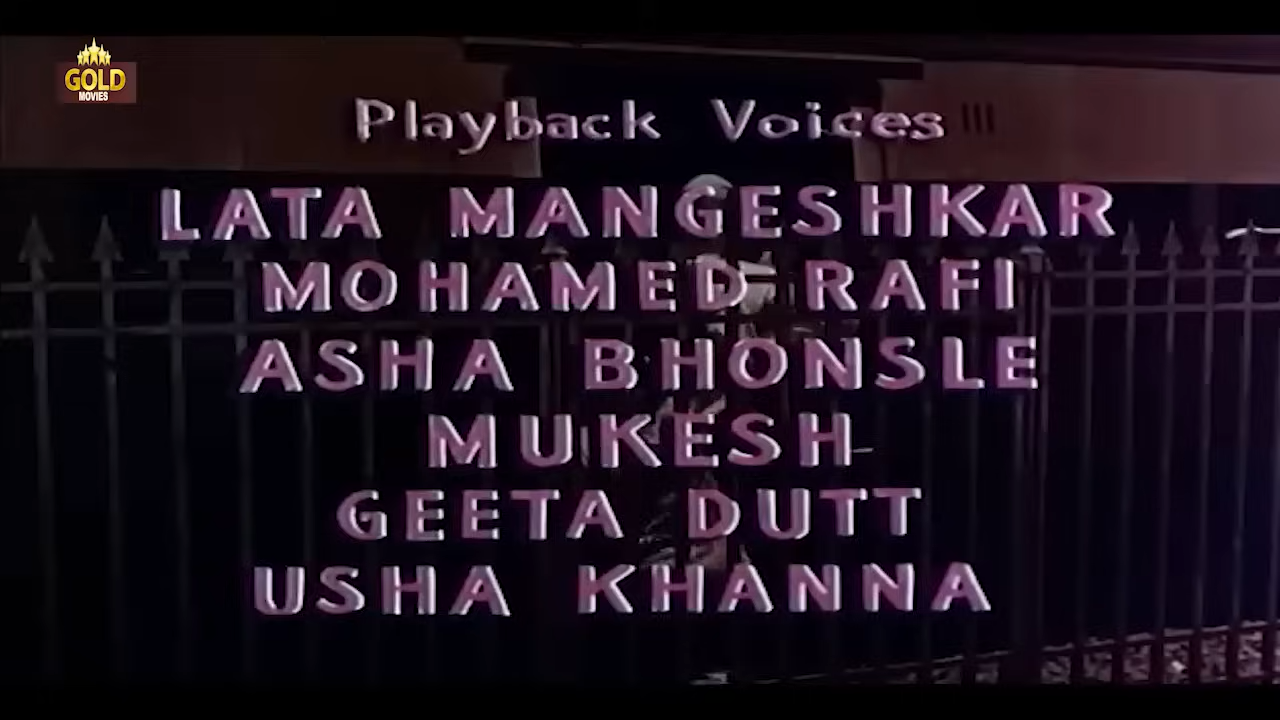 GOLD
MOVIES
Playback Voices
LATA MANGESHKAR
MOHAMED RAFI
ASHA BHONSLE
MUKESH
GEETA DUTT
USHA KHANNA